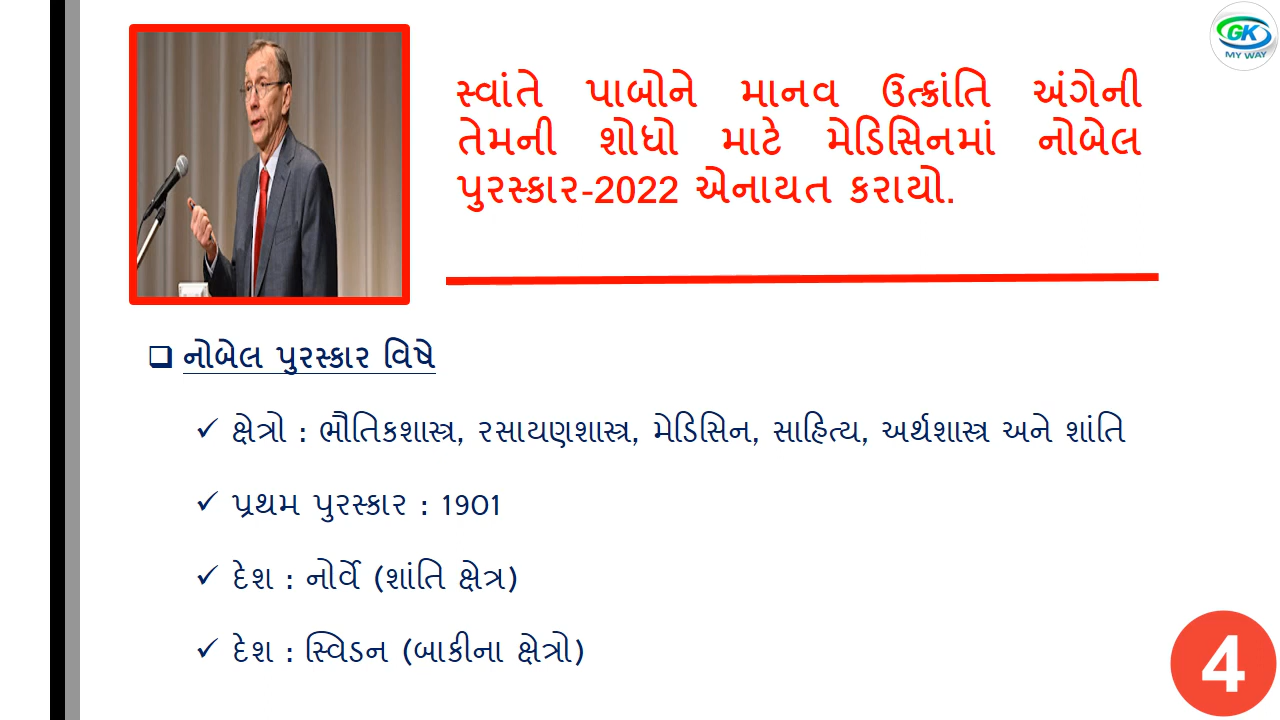 GK
MY WAY
સ્વાંતે પાબોને માનવ ઉત્ક્રાંતિ અંગેની
તેમની શોધો માટે મેડિસિનમાં નોબેલ
પુરસ્કાર-2022 એનાયત કરાયો.
નોબેલ પુરસ્કાર વિષે
ક્ષેત્રો : ભૌતિકશાસ્ત્ર, રસાયણશાસ્ત્ર, મેડિસિન, સાહિત્ય, અર્થશાસ્ત્ર અને શાંતિ
પ્રથમ પુરસ્કાર : 1901
દેશ : નોર્વે (શાંતિ ક્ષેત્ર)
દેશ : સ્વિડન (બાકીના ક્ષેત્રો)
4